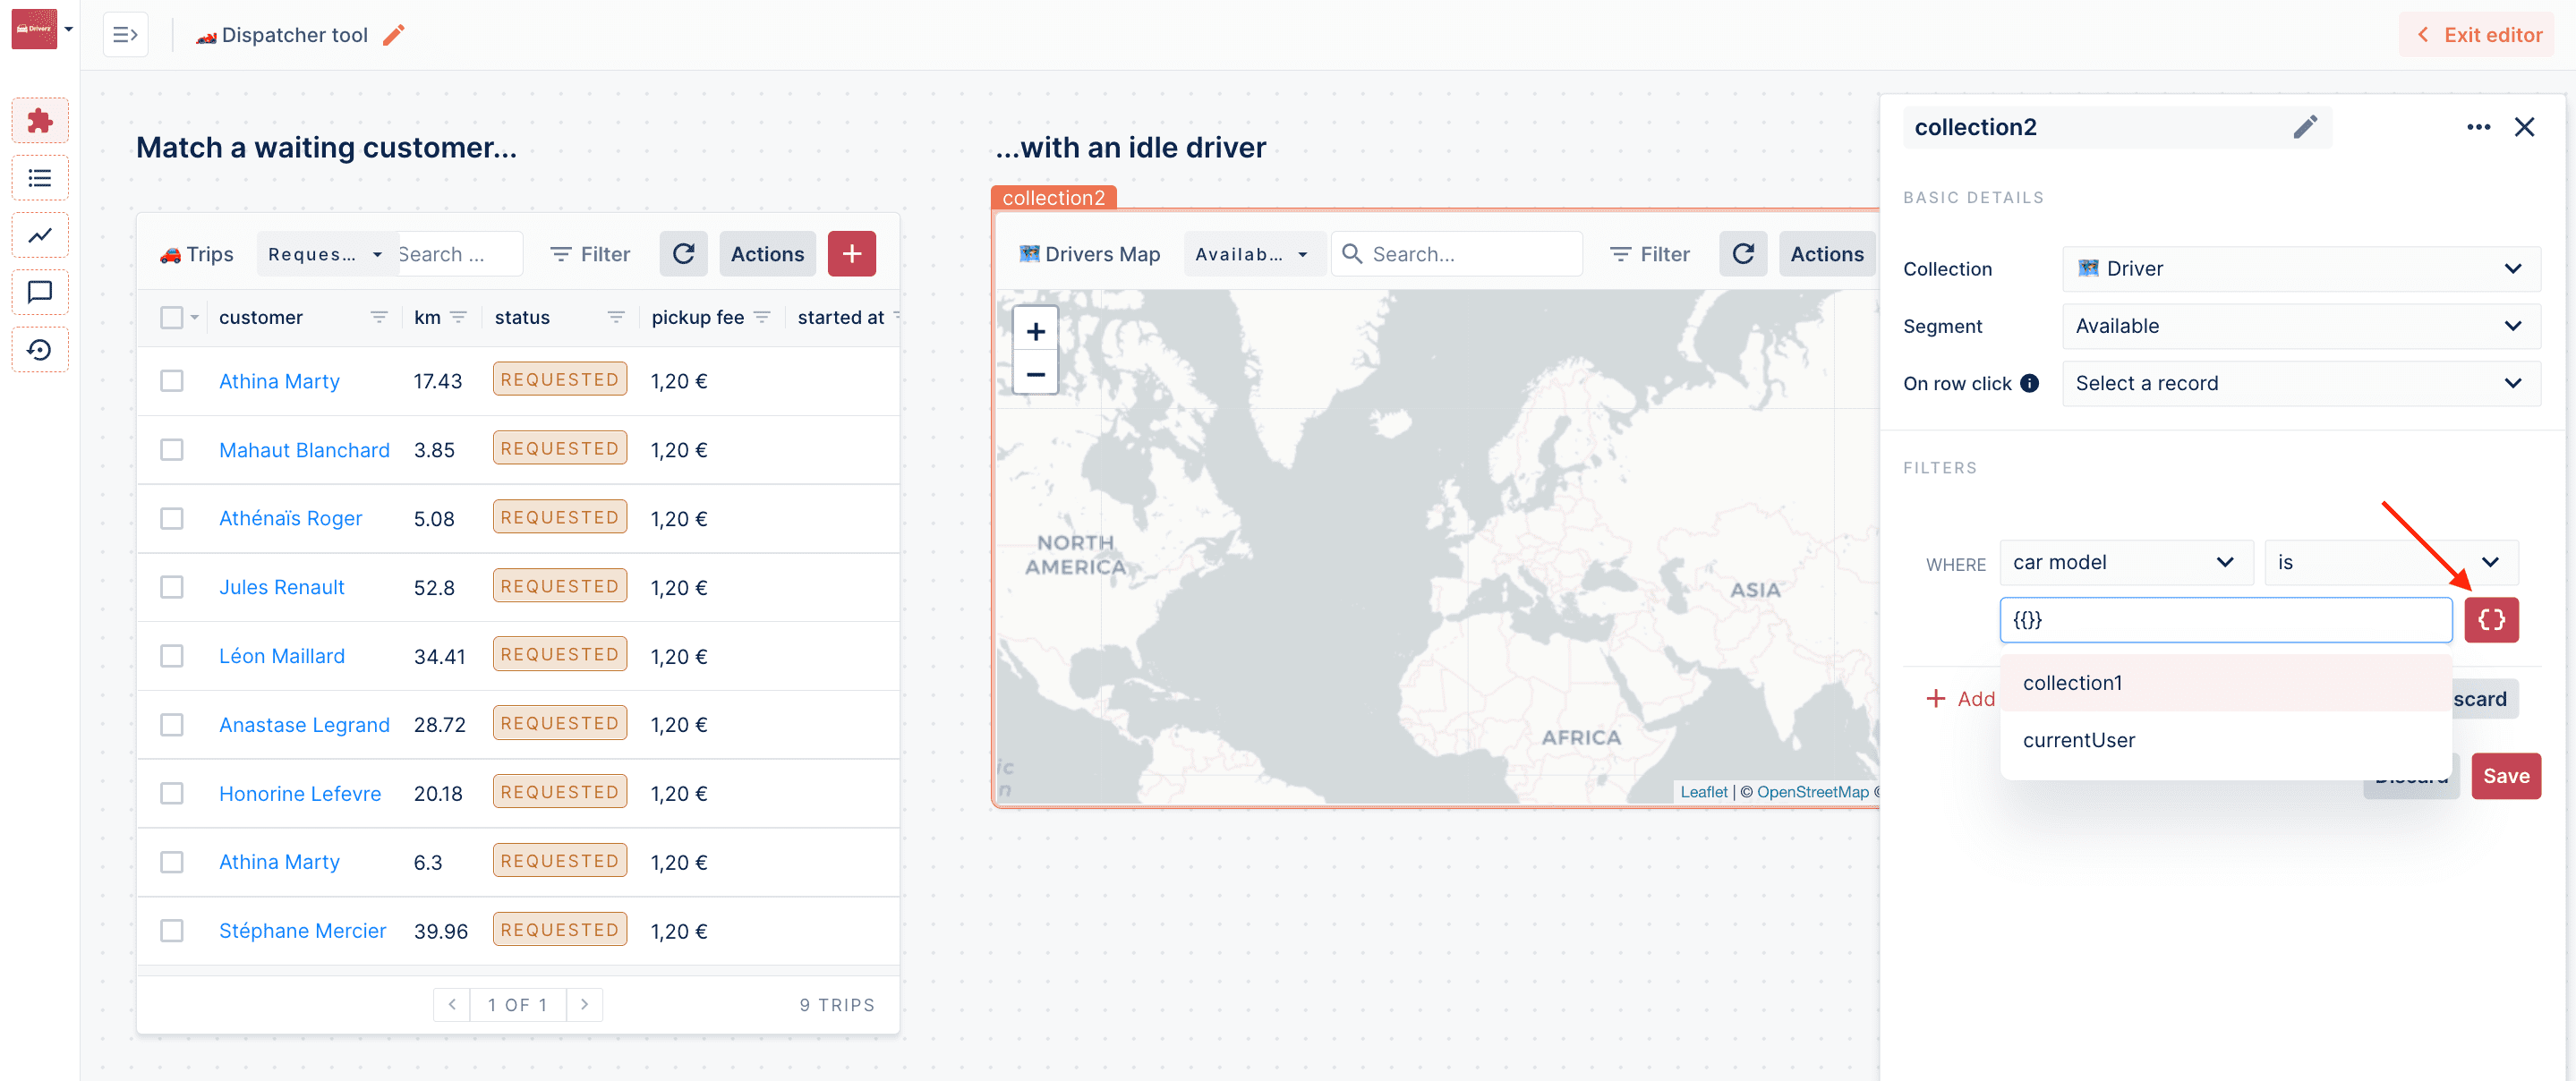 Drivery
🏎️ Dispatcher tool
Exit editor
Match a waiting customer...
...with an idle driver
collection2
🚗 Trips
Reques...
Search ...
Filter
Actions
+
customer km status pickup fee started at
Athina Marty 17.43 REQUESTED 1,20 €
Mahaut Blanchard 3.85 REQUESTED 1,20 €
Athénaïs Roger 5.08 REQUESTED 1,20 €
Jules Renault 52.8 REQUESTED 1,20 €
Léon Maillard 34.41 REQUESTED 1,20 €
Anastase Legrand 28.72 REQUESTED 1,20 €
Honorine Lefevre 20.18 REQUESTED 1,20 €
Athina Marty 6.3 REQUESTED 1,20 €
Stéphane Mercier 39.96 REQUESTED 1,20 €
1 OF 1
9 TRIPS
🗺️ Drivers Map
Availab...
Search...
Filter
Actions
+
−
NORTH
AMERICA
ASIA
AFRICA
ic
n
Leaflet | © OpenStreetMap ©
collection2
BASIC DETAILS
Collection 🗺️ Driver
Segment Available
On row click Select a record
FILTERS
WHERE car model is
{{}}
{}
collection1
currentUser
+ Add
scard
Discard
Save